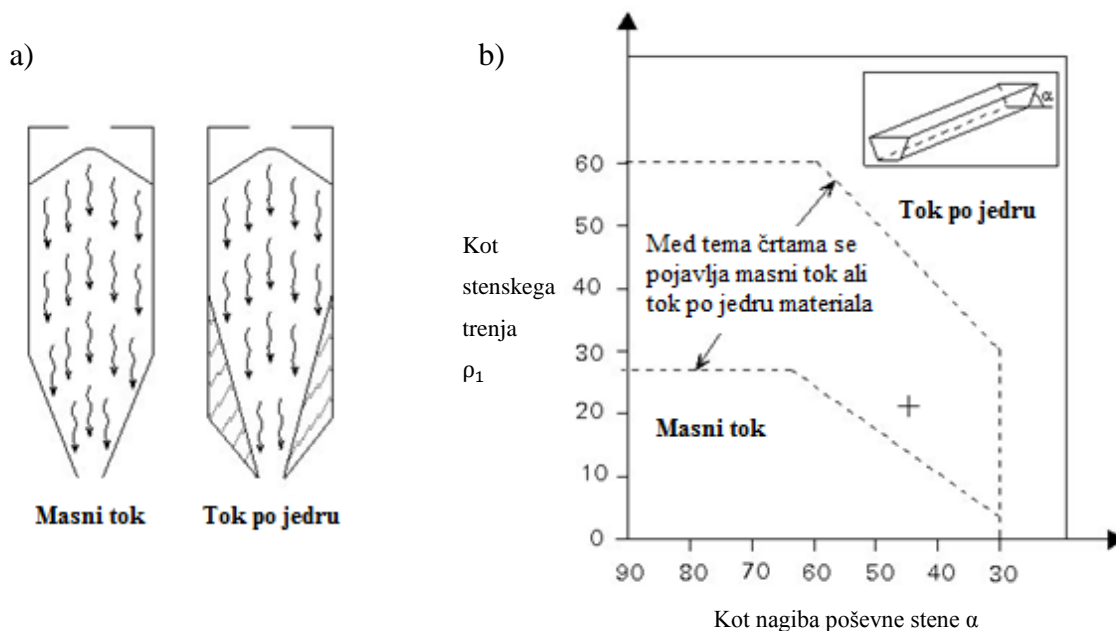 a)
Masni tok
Tok po jedru
b)
Kot
stenskega
trenja
ρ₁
60
50
40
30
20
10
0
α
Tok po jedru
Med tema črtama se
pojavlja masni tok ali
tok po jedru materiala
Masni tok
90 80 70 60 50 40 30
Kot nagiba poševne stene α